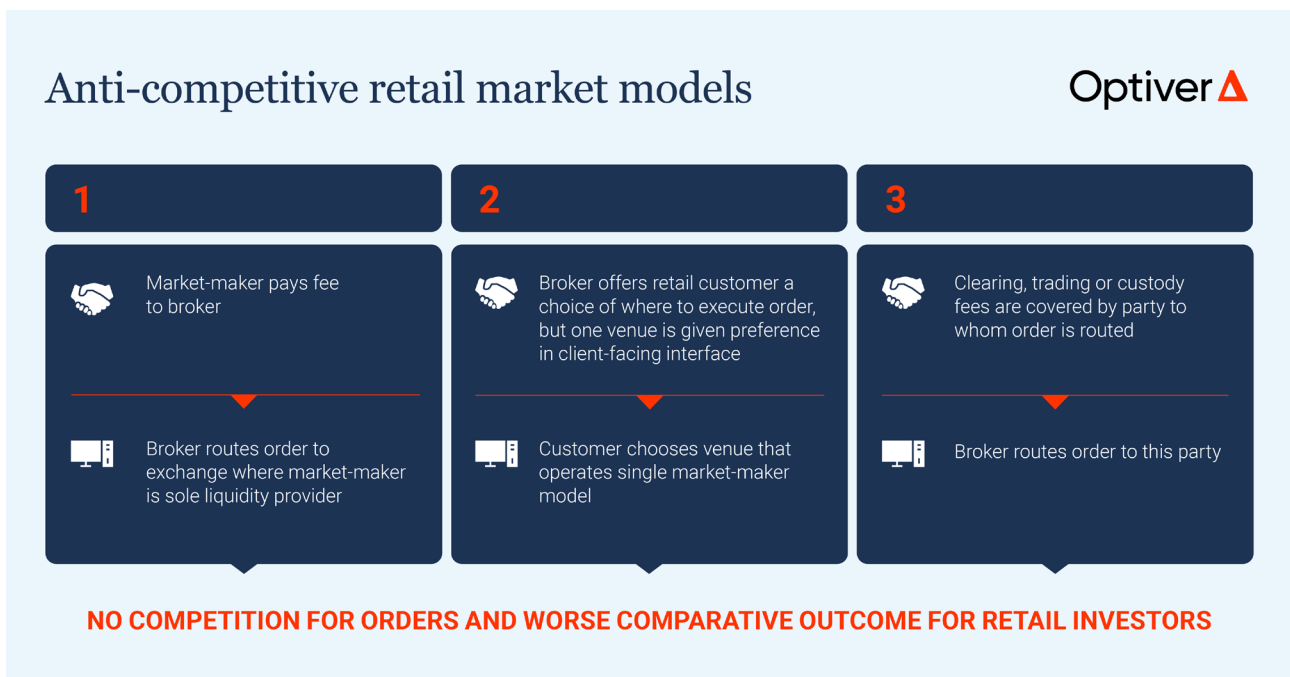 Anti-competitive retail market models
Optiver
1
Market-maker pays fee
to broker
Broker routes order to
exchange where market-maker
is sole liquidity provider
2
Broker offers retail customer a
choice of where to execute order,
but one venue is given preference
in client-facing interface
Customer chooses venue that
operates single market-maker
model
3
Clearing, trading or custody
fees are covered by party to
whom order is routed
Broker routes order to this party
NO COMPETITION FOR ORDERS AND WORSE COMPARATIVE OUTCOME FOR RETAIL INVESTORS